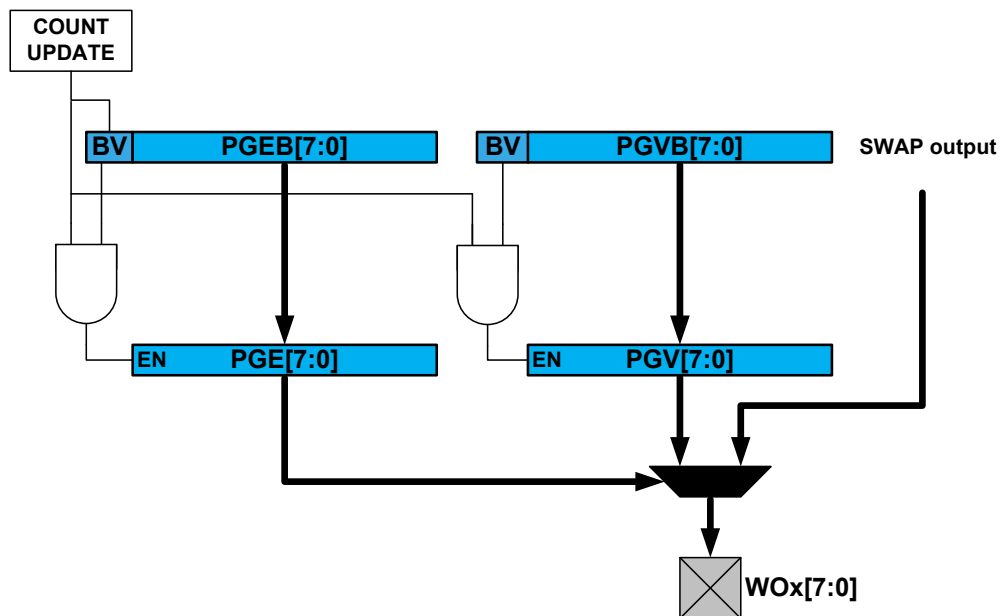 COUNT
UPDATE
BV PGEB[7:0]
BV PGVB[7:0]
SWAP output
EN PGE[7:0]
EN PGV[7:0]
WOx[7:0]